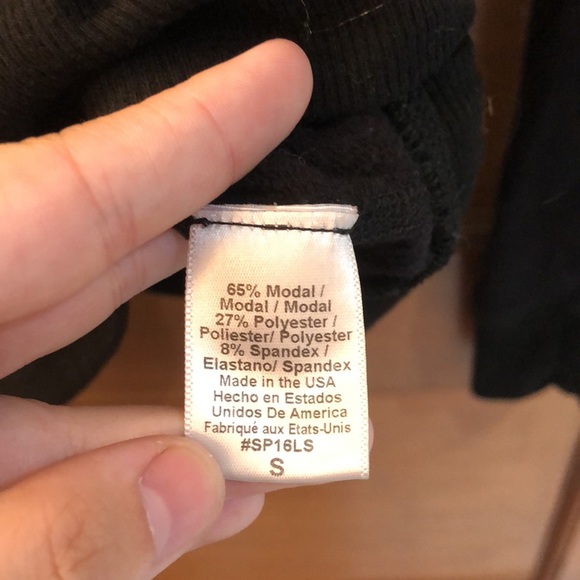 65% Modal /
Modal / Modal
27% Polyester /
Poliester/ Polyester
8% Spandex /
Elastano/ Spandex
Made in the USA
Hecho en Estados
Unidos De America
Fabriqué aux Etats-Unis
#SP16LS
S